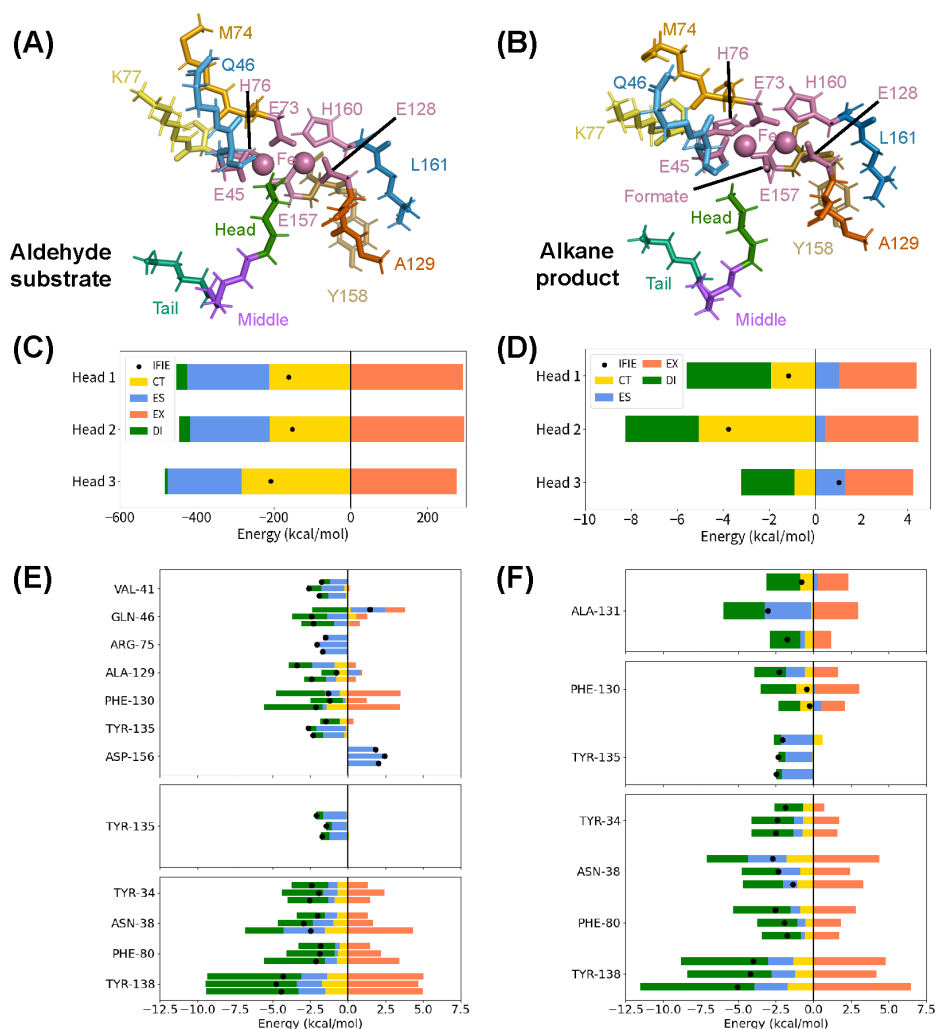 (A)
M74
Q46
H76
K77
E73
H160
E128
Fe
L161
E45
E157
Head
A129
Aldehyde
substrate
Y158
Tail
Middle
(B)
M74
H76
Q46
E73
H160
E128
K77
Fe
L161
E45
Formate
E157
Head
Y158
A129
Alkane
product
Tail
Middle
(C)
IFIE
CT
ES
EX
DI
Head 1
Head 2
Head 3
−600 −400 −200 0 200
Energy (kcal/mol)
(D)
IFIE EX
CT DI
ES
Head 1
Head 2
Head 3
−10 −8 −6 −4 −2 0 2 4
Energy (kcal/mol)
(E)
VAL-41
GLN-46
ARG-75
ALA-129
PHE-130
TYR-135
ASP-156
TYR-135
TYR-34
ASN-38
PHE-80
TYR-138
−12.5 −10.0 −7.5 −5.0 −2.5 0.0 2.5 5.0 7.5
Energy (kcal/mol)
(F)
ALA-131
PHE-130
TYR-135
TYR-34
ASN-38
PHE-80
TYR-138
−12.5 −10.0 −7.5 −5.0 −2.5 0.0 2.5 5.0 7.5
Energy (kcal/mol)